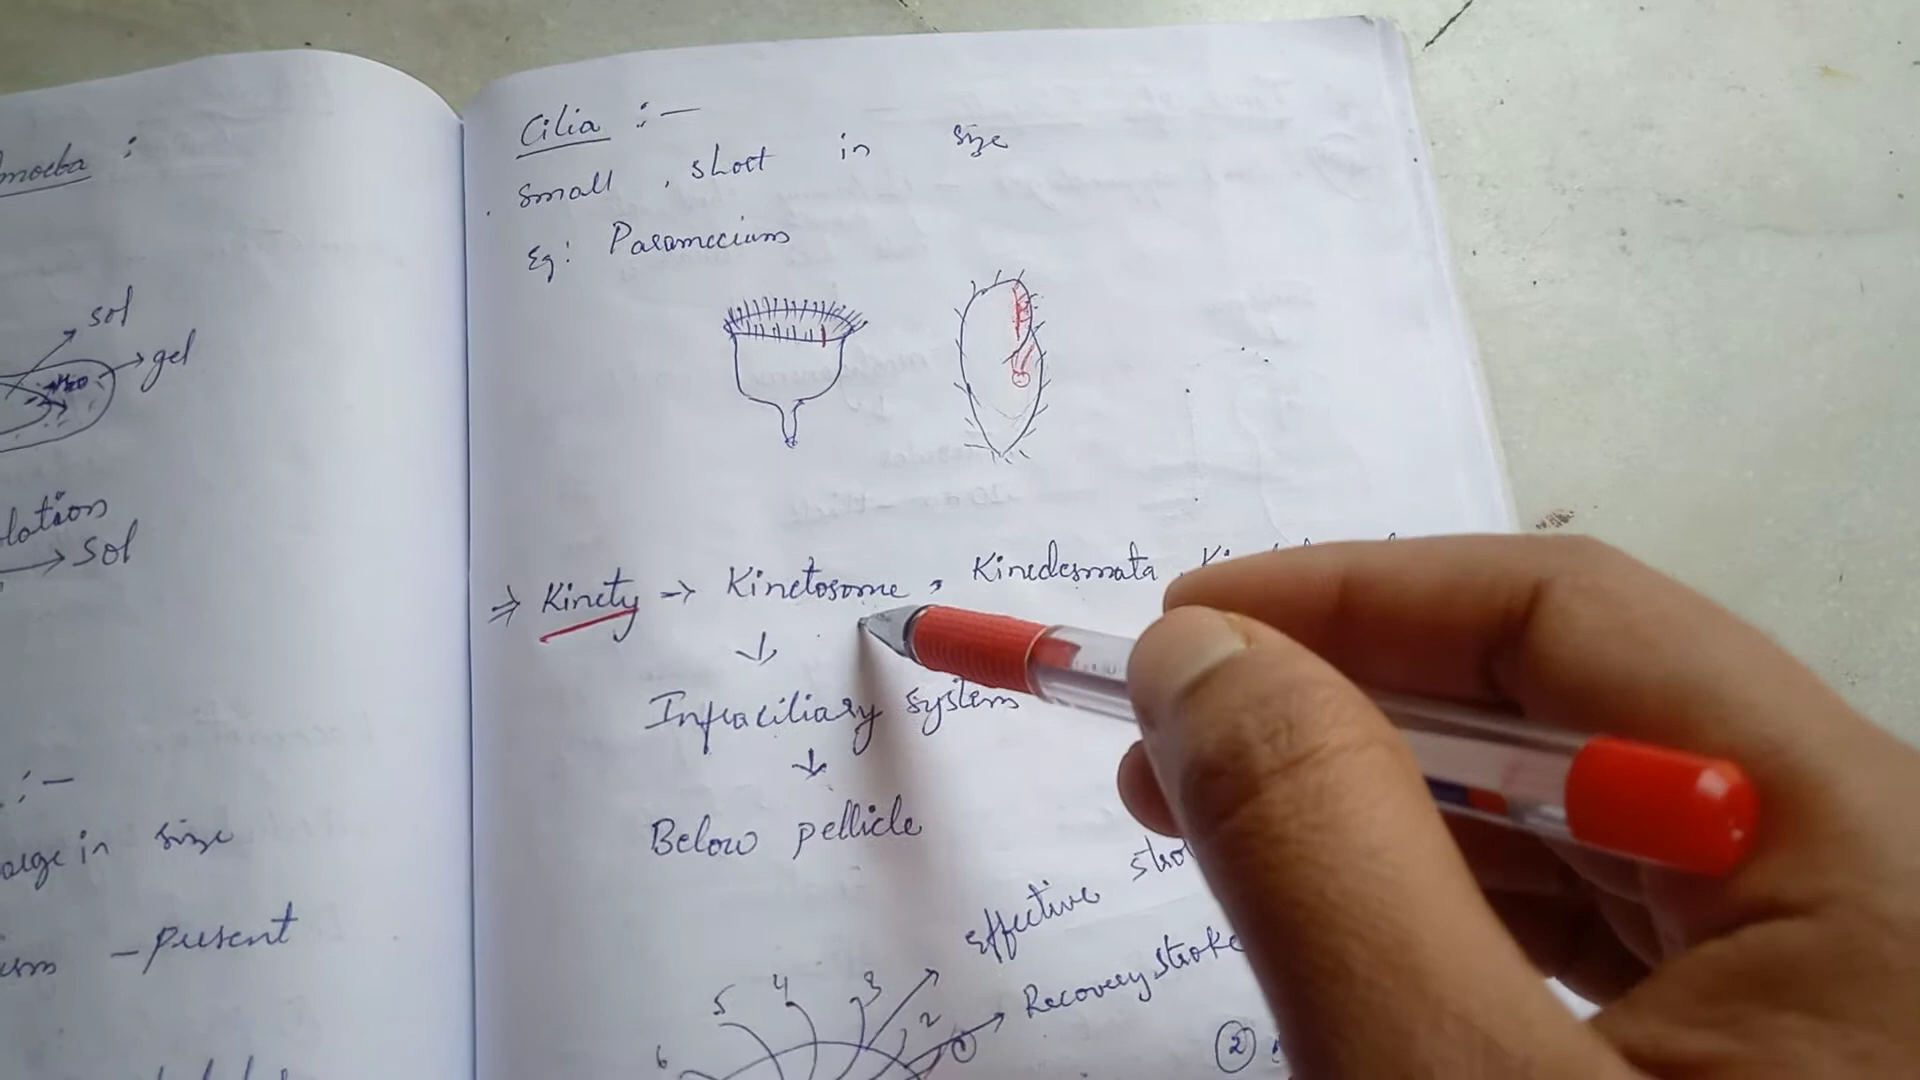 moeba :
sol
gel
lation
→ sol
:-
arge in size
ism - present
Cilia :-
. Small , short in size
Eg: Paramecium
⇒ Kinety → Kinetosome , Kinedesmata ,
↓
Infraciliary system
↓
Below pellicle
effective
Recovery stroke
5 4 3 2 1
6
2